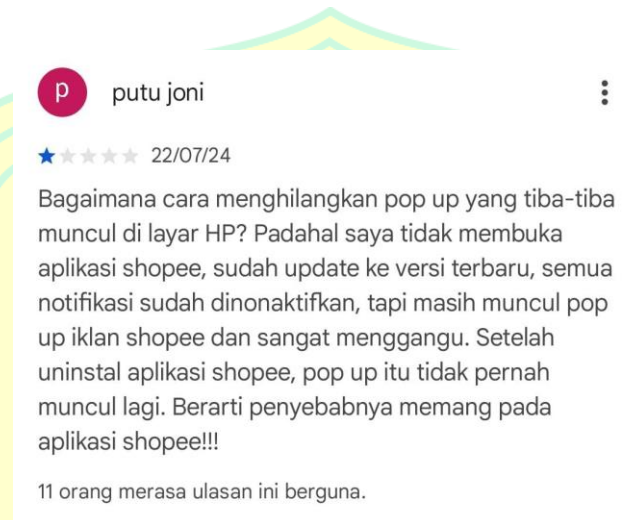 p
putu joni
22/07/24
Bagaimana cara menghilangkan pop up yang tiba-tiba
muncul di layar HP? Padahal saya tidak membuka
aplikasi shopee, sudah update ke versi terbaru, semua
notifikasi sudah dinonaktifkan, tapi masih muncul pop
up iklan shopee dan sangat menggangu. Setelah
uninstal aplikasi shopee, pop up itu tidak pernah
muncul lagi. Berarti penyebabnya memang pada
aplikasi shopee!!!
11 orang merasa ulasan ini berguna.